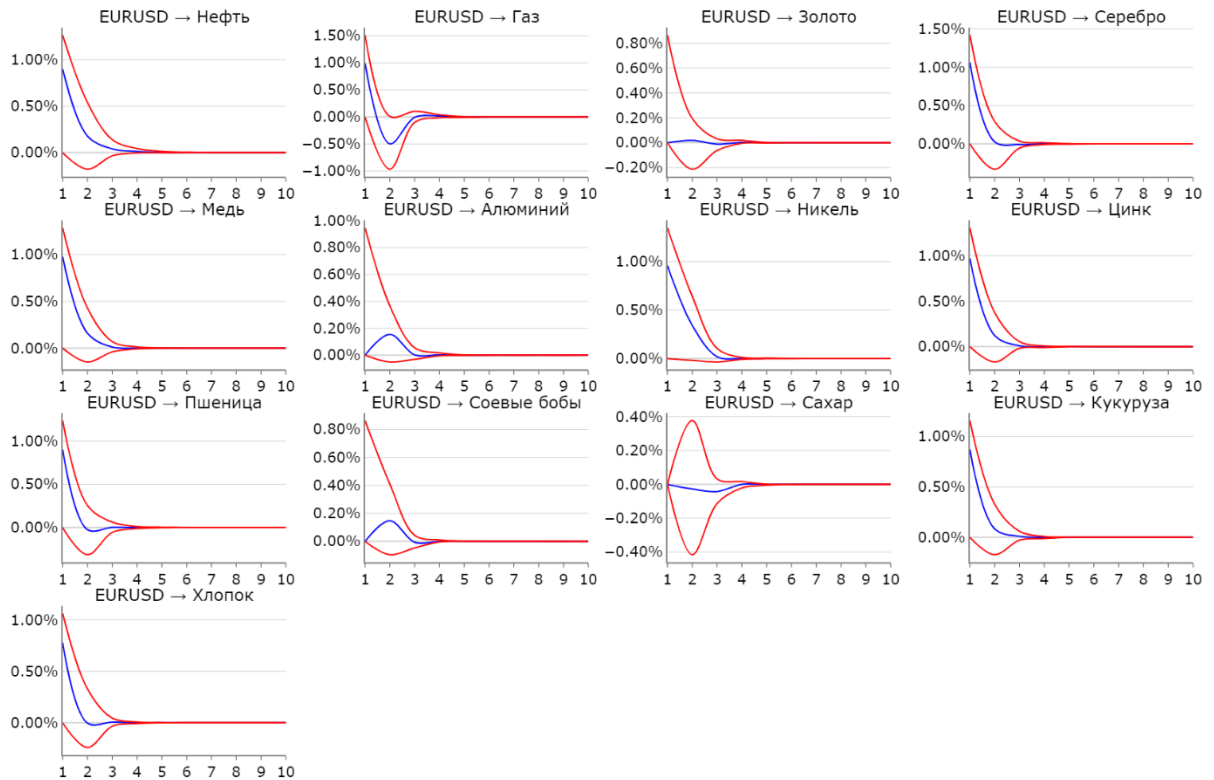 EURUSD → Нефть
1.00%
0.50%
0.00%
1 2 3 4 5 6 7 8 9 10
EURUSD → Газ
1.50%
1.00%
0.50%
0.00%
−0.50%
−1.00%
1 2 3 4 5 6 7 8 9 10
EURUSD → Золото
0.80%
0.60%
0.40%
0.20%
0.00%
−0.20%
1 2 3 4 5 6 7 8 9 10
EURUSD → Серебро
1.50%
1.00%
0.50%
0.00%
1 2 3 4 5 6 7 8 9 10
EURUSD → Медь
1.00%
0.50%
0.00%
1 2 3 4 5 6 7 8 9 10
EURUSD → Алюминий
1.00%
0.80%
0.60%
0.40%
0.20%
0.00%
1 2 3 4 5 6 7 8 9 10
EURUSD → Никель
1.00%
0.50%
0.00%
1 2 3 4 5 6 7 8 9 10
EURUSD → Цинк
1.00%
0.50%
0.00%
1 2 3 4 5 6 7 8 9 10
EURUSD → Пшеница
1.00%
0.50%
0.00%
1 2 3 4 5 6 7 8 9 10
EURUSD → Соевые бобы
0.80%
0.60%
0.40%
0.20%
0.00%
1 2 3 4 5 6 7 8 9 10
EURUSD → Сахар
0.40%
0.20%
0.00%
−0.20%
−0.40%
1 2 3 4 5 6 7 8 9 10
EURUSD → Кукуруза
1.00%
0.50%
0.00%
1 2 3 4 5 6 7 8 9 10
EURUSD → Хлопок
1.00%
0.50%
0.00%
1 2 3 4 5 6 7 8 9 10